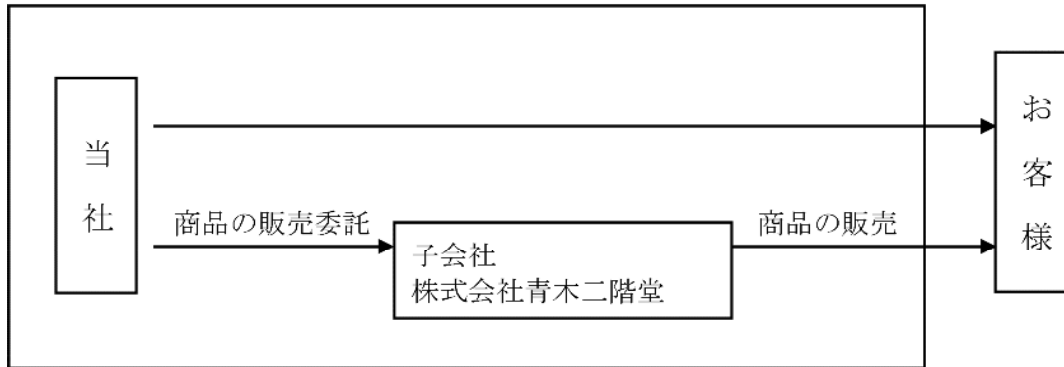 当社
商品の販売委託
子会社
株式会社青木二階堂
商品の販売
お客様